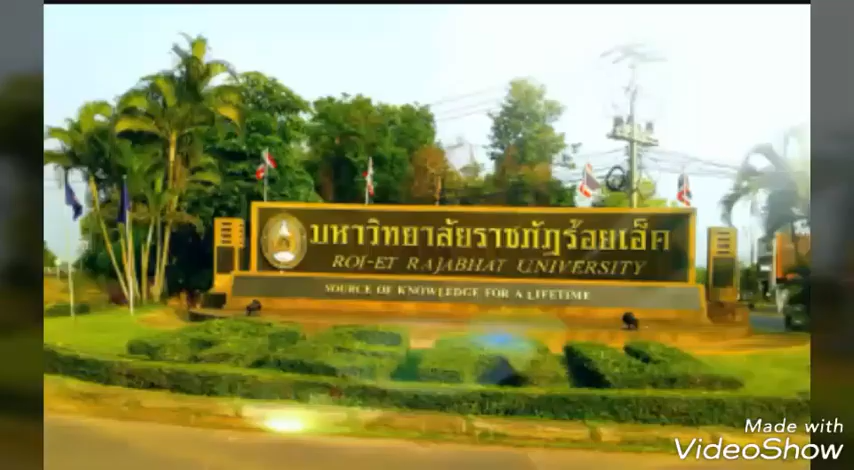 มหาวิทยาลัยราชภัฏร้อยเอ็ด
ROI-ET RAJABHAT UNIVERSITY
SOURCE OF KNOWLEDGE FOR A LIFETIME
Made with
VideoShow